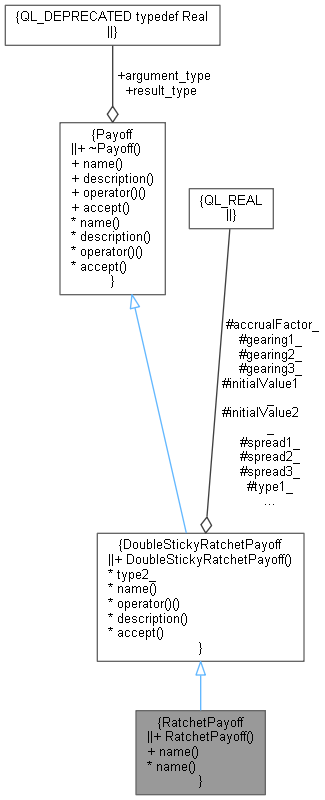 {QL_DEPRECATED typedef Real
||}
+argument_type
+result_type
{Payoff
||+ ~Payoff()
+ name()
+ description()
+ operator()()
+ accept()
* name()
* description()
* operator()()
* accept()
}
{QL_REAL
||}
#accrualFactor_
#gearing1_
#gearing2_
#gearing3_
#initialValue1
_
#initialValue2
_
#spread1_
#spread2_
#spread3_
#type1_
...
{DoubleStickyRatchetPayoff
||+ DoubleStickyRatchetPayoff()
* type2_
* name()
* operator()()
* description()
* accept()
}
{RatchetPayoff
||+ RatchetPayoff()
+ name()
* name()
}